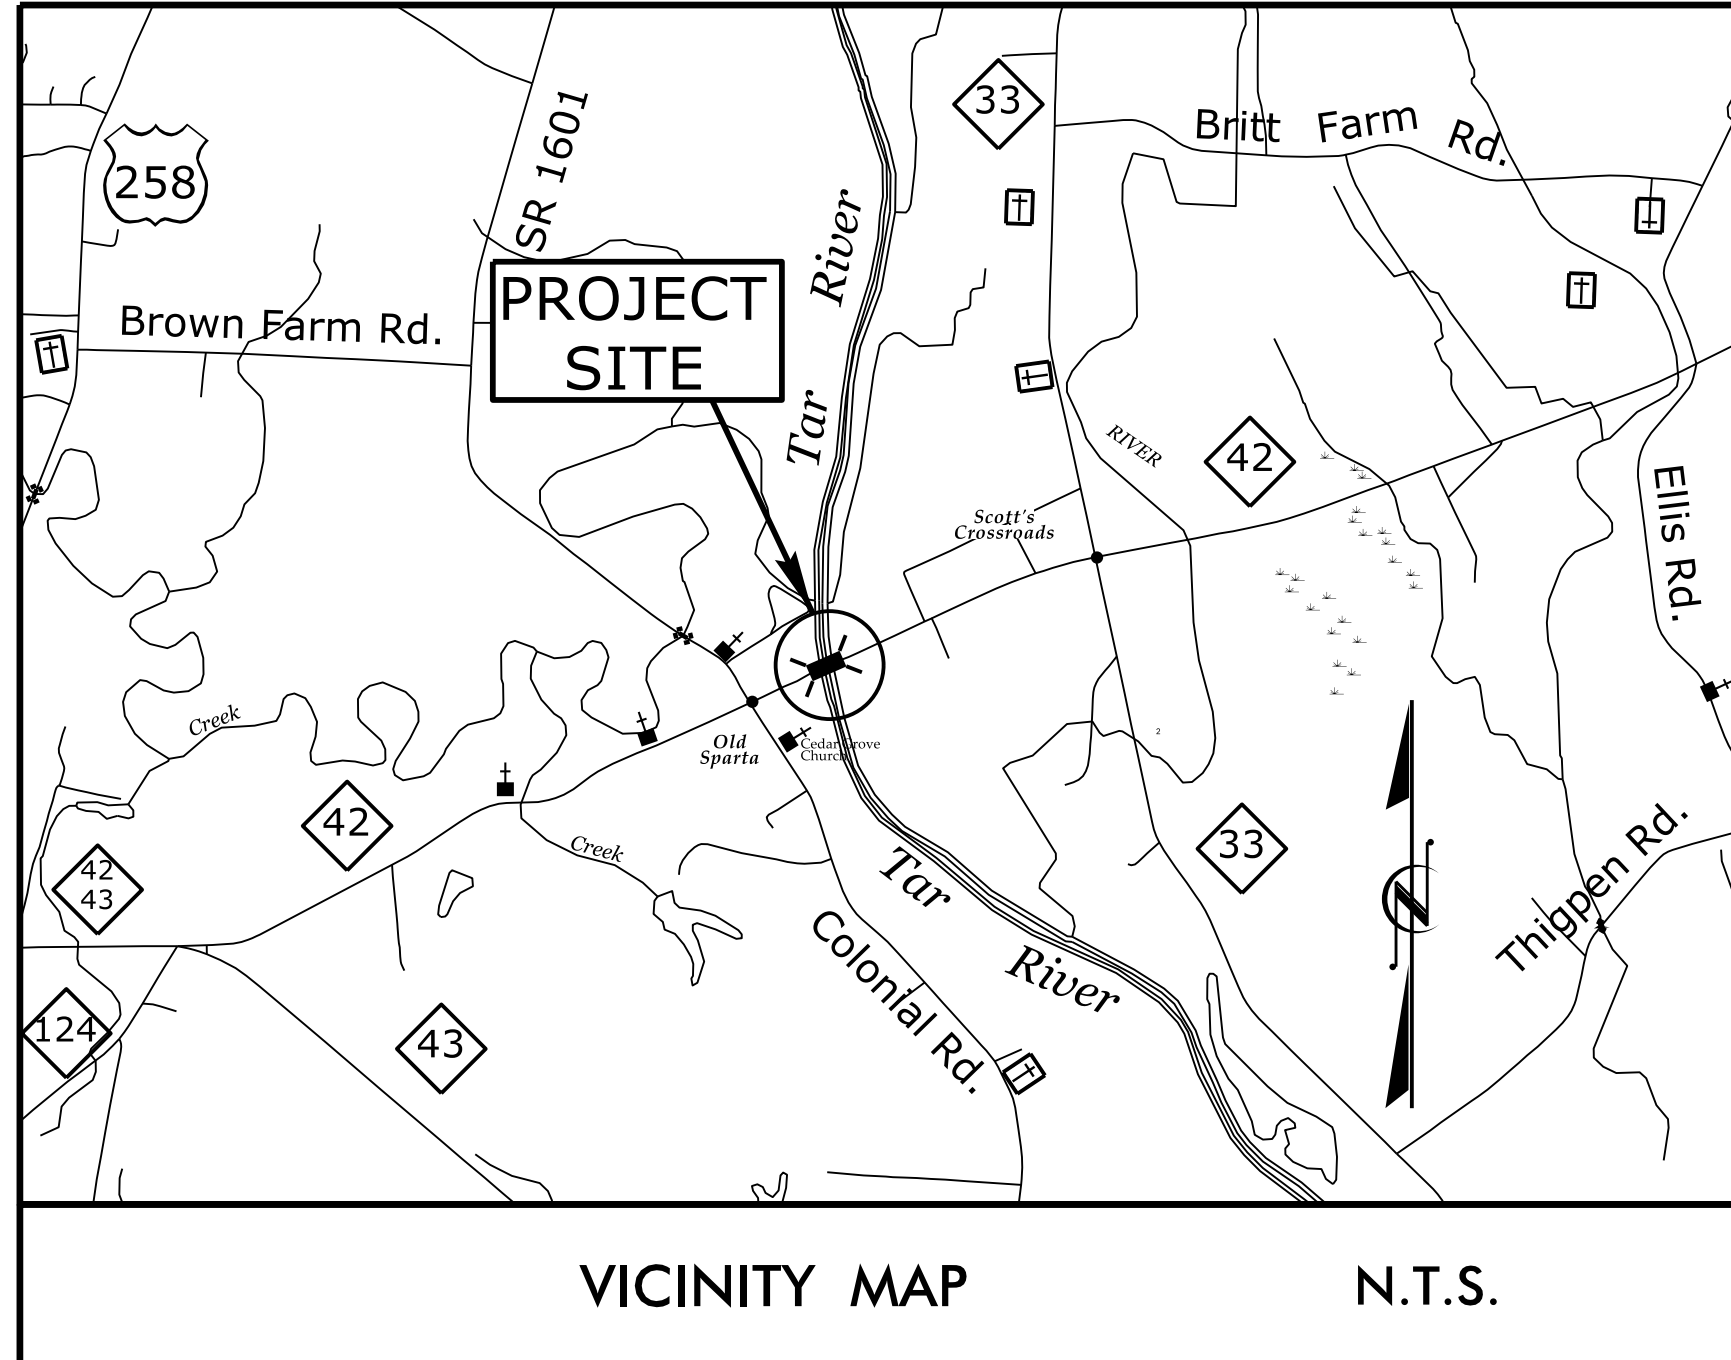 33
Britt Farm Rd.
258
SR 1601
River
PROJECT
SITE
Brown Farm Rd.
Tar
RIVER
42
Scott's
Crossroads
Ellis Rd.
Creek
Old
Sparta
Cedar Grove
Church
2
42
33
Thigpen Rd.
Creek
42
43
Tar
River
Colonial Rd.
N
124
43
VICINITY MAP
N.T.S.